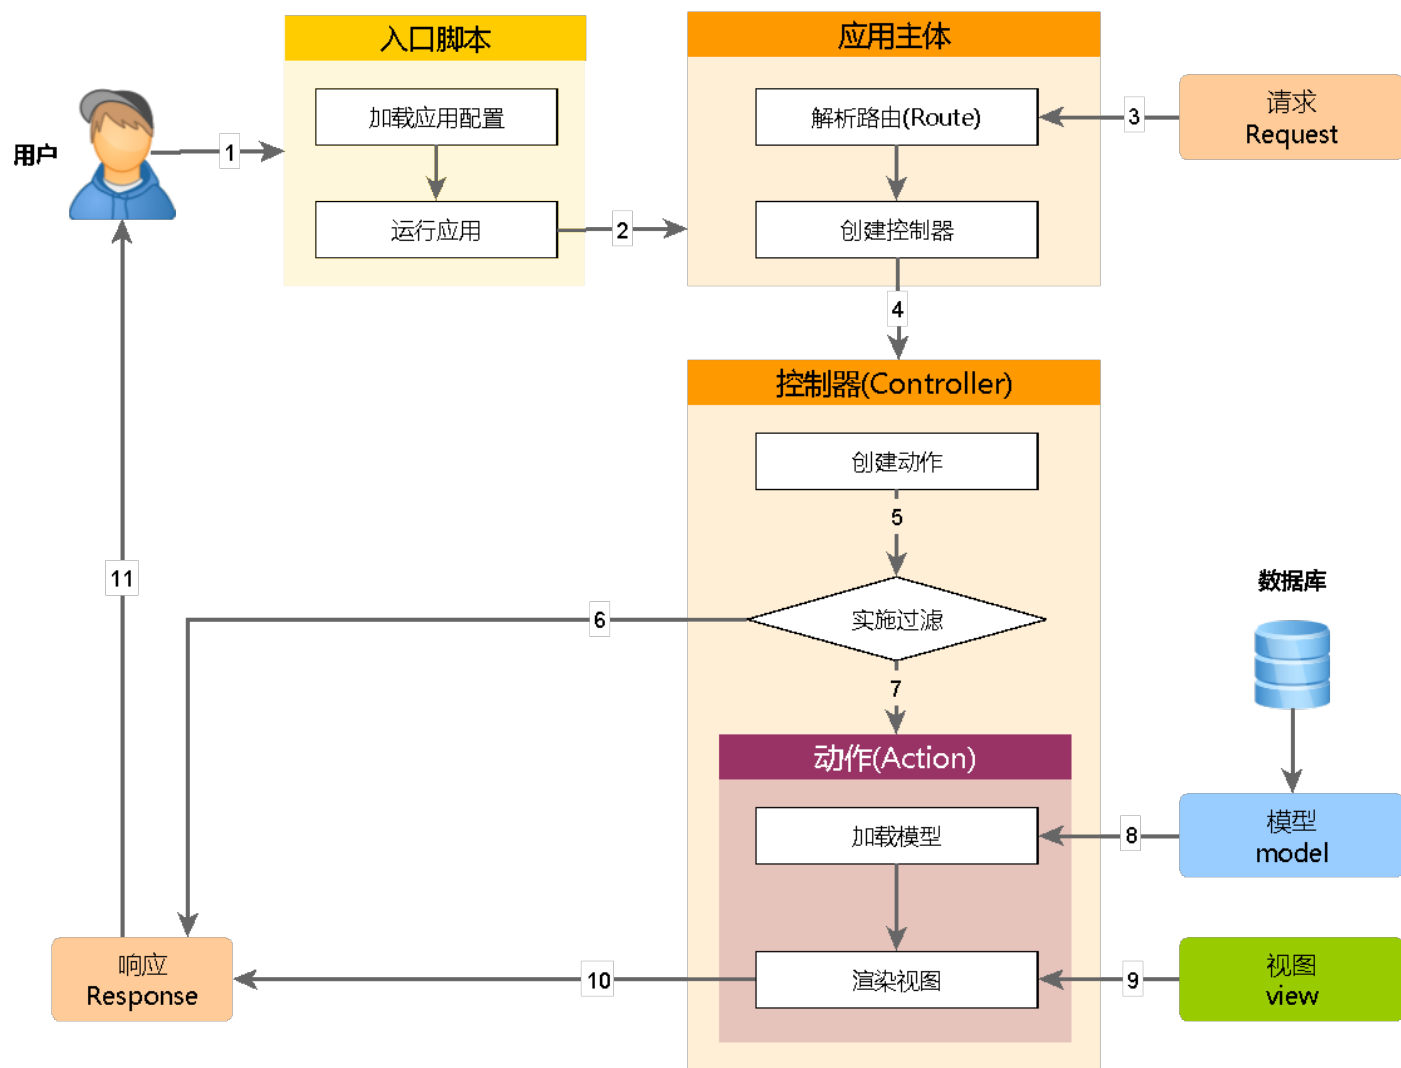 入口脚本
应用主体
加载应用配置
解析路由(Route)
3
请求
Request
用户
1
运行应用
2
创建控制器
4
控制器(Controller)
创建动作
5
11
数据库
6
实施过滤
7
动作(Action)
加载模型
8
模型
model
响应
Response
10
渲染视图
9
视图
view